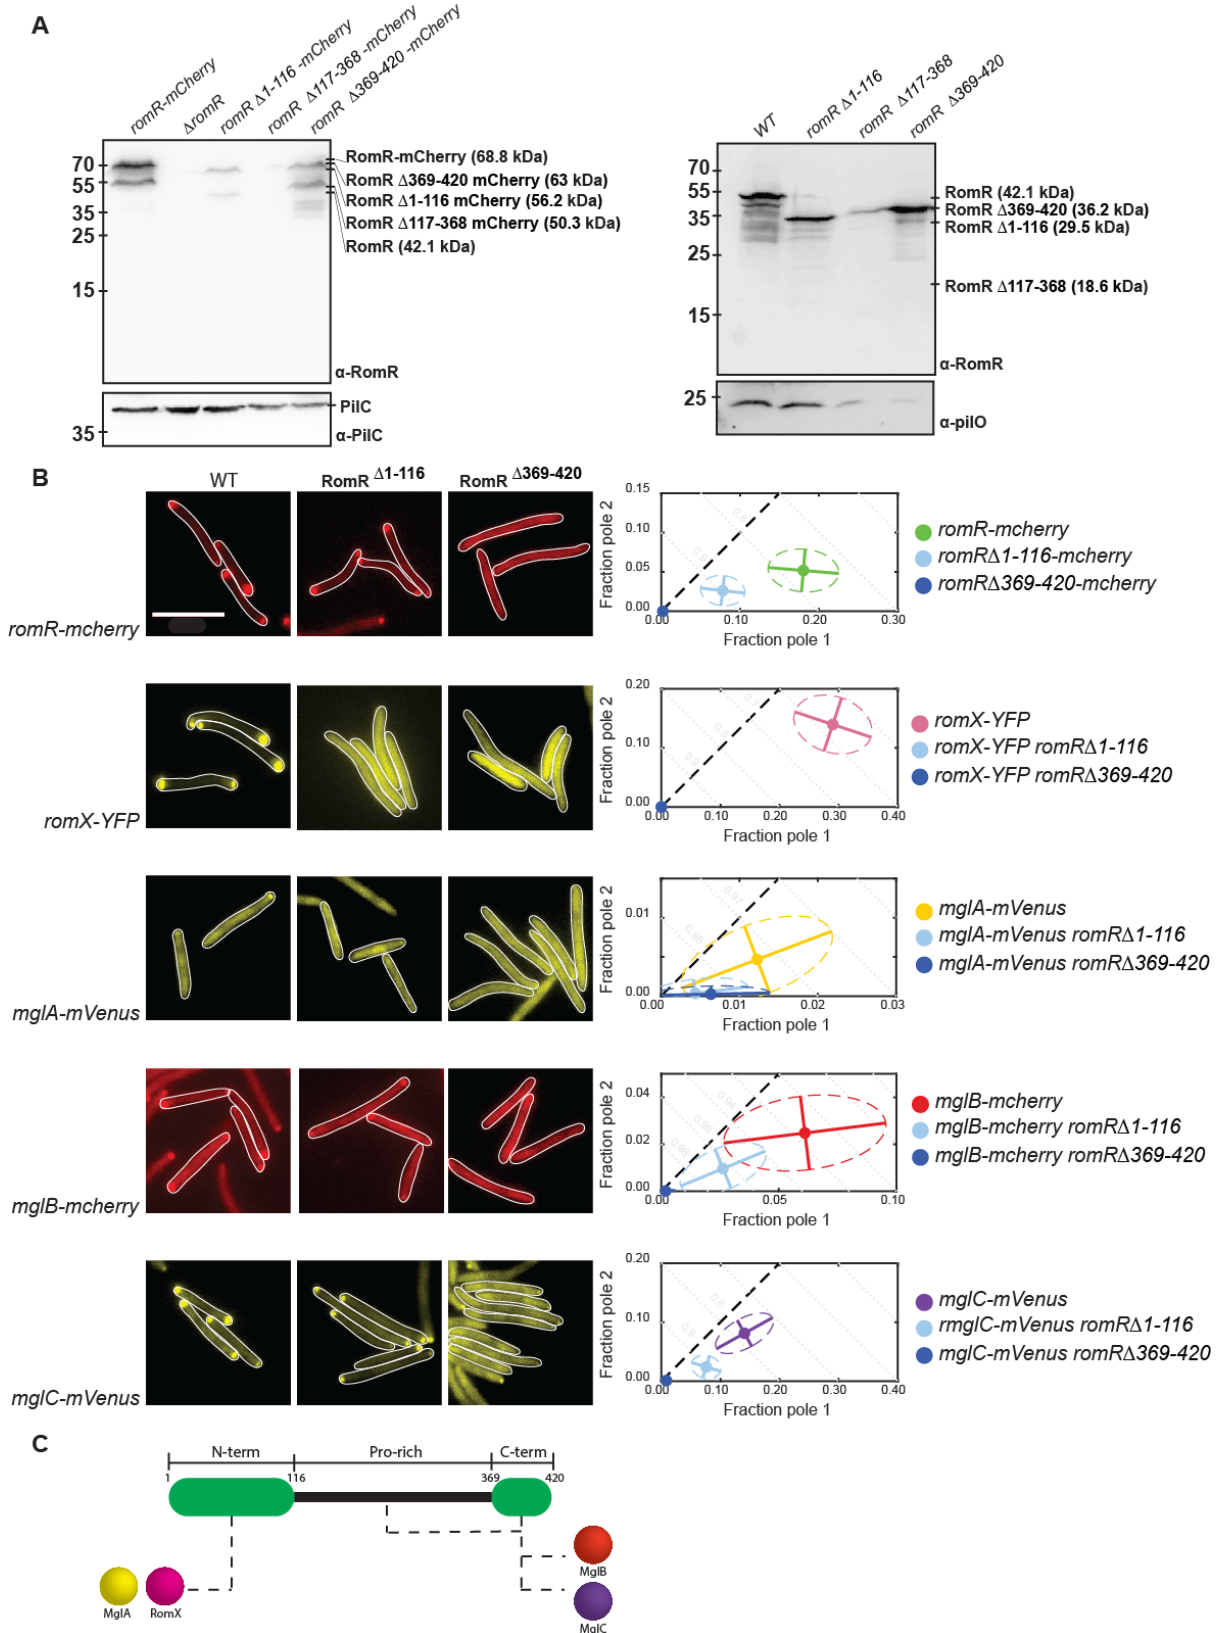 A
romR-mCherry
ΔromR
romR Δ1-116 -mCherry
romR Δ117-368 -mCherry
romR Δ369-420 -mCherry
70
55
35
25
15
RomR-mCherry (68.8 kDa)
RomR Δ369-420 mCherry (63 kDa)
RomR Δ1-116 mCherry (56.2 kDa)
RomR Δ117-368 mCherry (50.3 kDa)
RomR (42.1 kDa)
α-RomR
35
PilC
α-PilC
WT
romR Δ1-116
romR Δ117-368
romR Δ369-420
70
55
35
25
15
RomR (42.1 kDa)
RomR Δ369-420 (36.2 kDa)
RomR Δ1-116 (29.5 kDa)
RomR Δ117-368 (18.6 kDa)
α-RomR
25
α-pilO
B
WT
RomR Δ1-116
RomR Δ369-420
romR-mcherry
Fraction pole 2
0.15
0.10
0.05
0.00
0.00 0.10 0.20 0.30
Fraction pole 1
romR-mcherry
romRΔ1-116-mcherry
romRΔ369-420-mcherry
romX-YFP
Fraction pole 2
0.20
0.10
0.00
0.00 0.10 0.20 0.30 0.40
Fraction pole 1
romX-YFP
romX-YFP romRΔ1-116
romX-YFP romRΔ369-420
mglA-mVenus
Fraction pole 2
0.01
0.00
0.00 0.01 0.02 0.03
Fraction pole 1
mglA-mVenus
mglA-mVenus romRΔ1-116
mglA-mVenus romRΔ369-420
mglB-mcherry
Fraction pole 2
0.04
0.02
0.00
0.00 0.05 0.10
Fraction pole 1
mglB-mcherry
mglB-mcherry romRΔ1-116
mglB-mcherry romRΔ369-420
mglC-mVenus
Fraction pole 2
0.20
0.10
0.00
0.00 0.10 0.20 0.30 0.40
Fraction pole 1
mglC-mVenus
rmglC-mVenus romRΔ1-116
mglC-mVenus romRΔ369-420
C
N-term Pro-rich C-term
1 116 369 420
MglA RomX
MglB
MglC